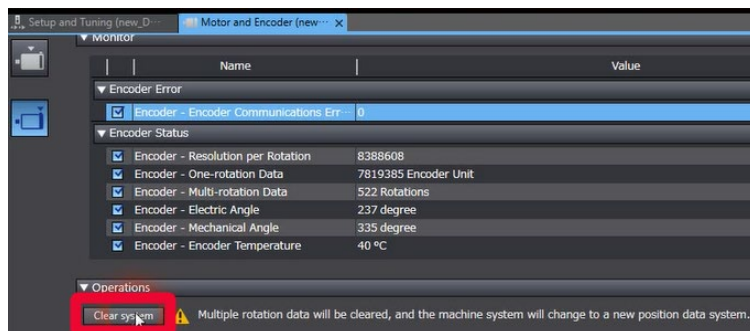 Setup and Tuning (new_D...
Motor and Encoder (new... x
Monitor
Name Value
Encoder Error
Encoder - Encoder Communications Err... 0
Encoder Status
Encoder - Resolution per Rotation 8388608
Encoder - One-rotation Data 7819385 Encoder Unit
Encoder - Multi-rotation Data 522 Rotations
Encoder - Electric Angle 237 degree
Encoder - Mechanical Angle 335 degree
Encoder - Encoder Temperature 40 ºC
Operations
Clear system Multiple rotation data will be cleared, and the machine system will change to a new position data system.